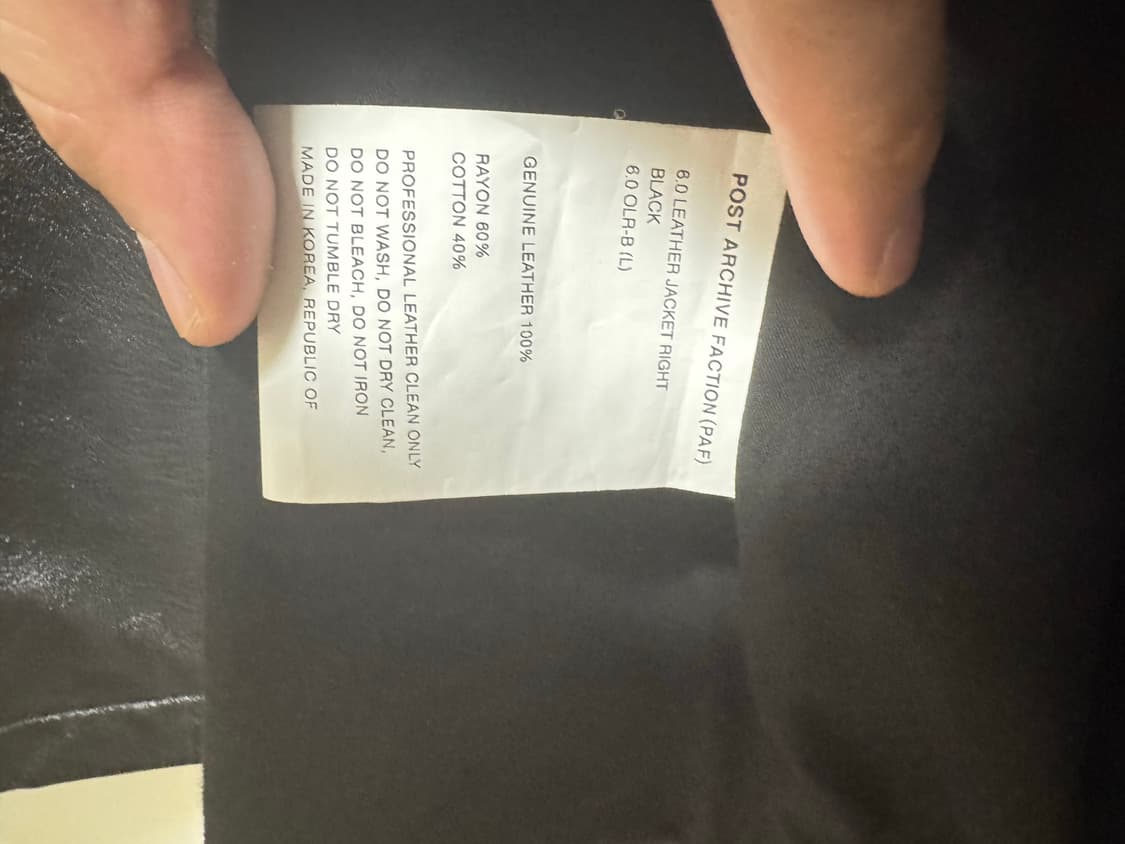 POST ARCHIVE FACTION (PAF)
6.0 LEATHER JACKET RIGHT
BLACK
6.0 OLR-B (L)
GENUINE LEATHER 100%
RAYON 60%
COTTON 40%
PROFESSIONAL LEATHER CLEAN ONLY
DO NOT WASH, DO NOT DRY CLEAN,
DO NOT BLEACH, DO NOT IRON
DO NOT TUMBLE DRY
MADE IN KOREA, REPUBLIC OF